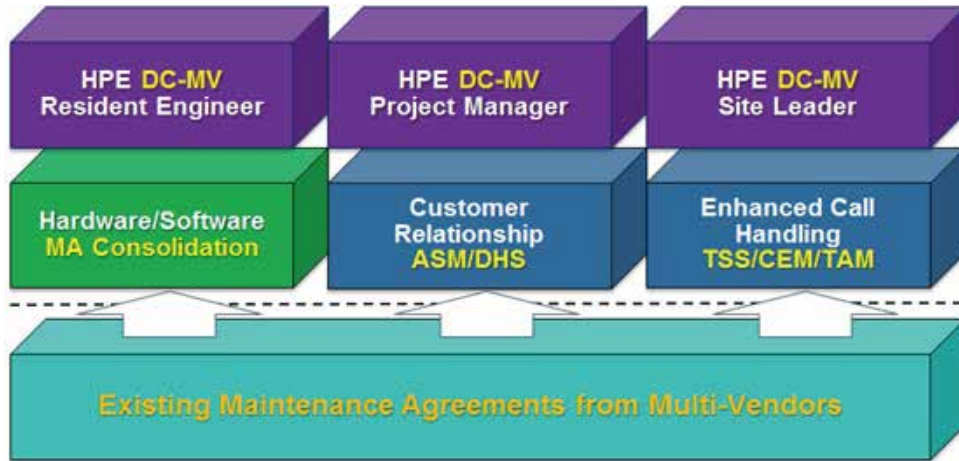 HPE DC-MV
Resident Engineer
HPE DC-MV
Project Manager
HPE DC-MV
Site Leader
Hardware/Software
MA Consolidation
Customer
Relationship
ASM/DHS
Enhanced Call
Handling
TSS/CEM/TAM
Existing Maintenance Agreements from Multi-Vendors